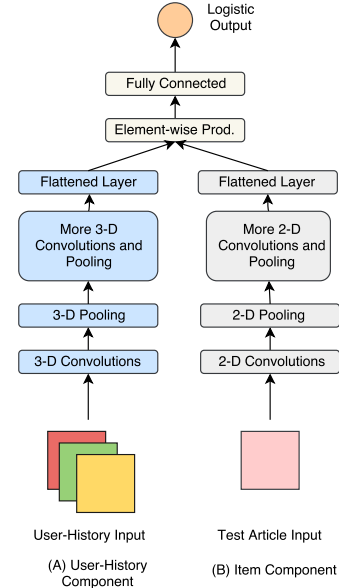 Logistic
Output
Fully Connected
Element-wise Prod.
Flattened Layer
More 3-D
Convolutions and
Pooling
3-D Pooling
3-D Convolutions
User-History Input
(A) User-History
Component
Flattened Layer
More 2-D
Convolutions and
Pooling
2-D Pooling
2-D Convolutions
Test Article Input
(B) Item Component